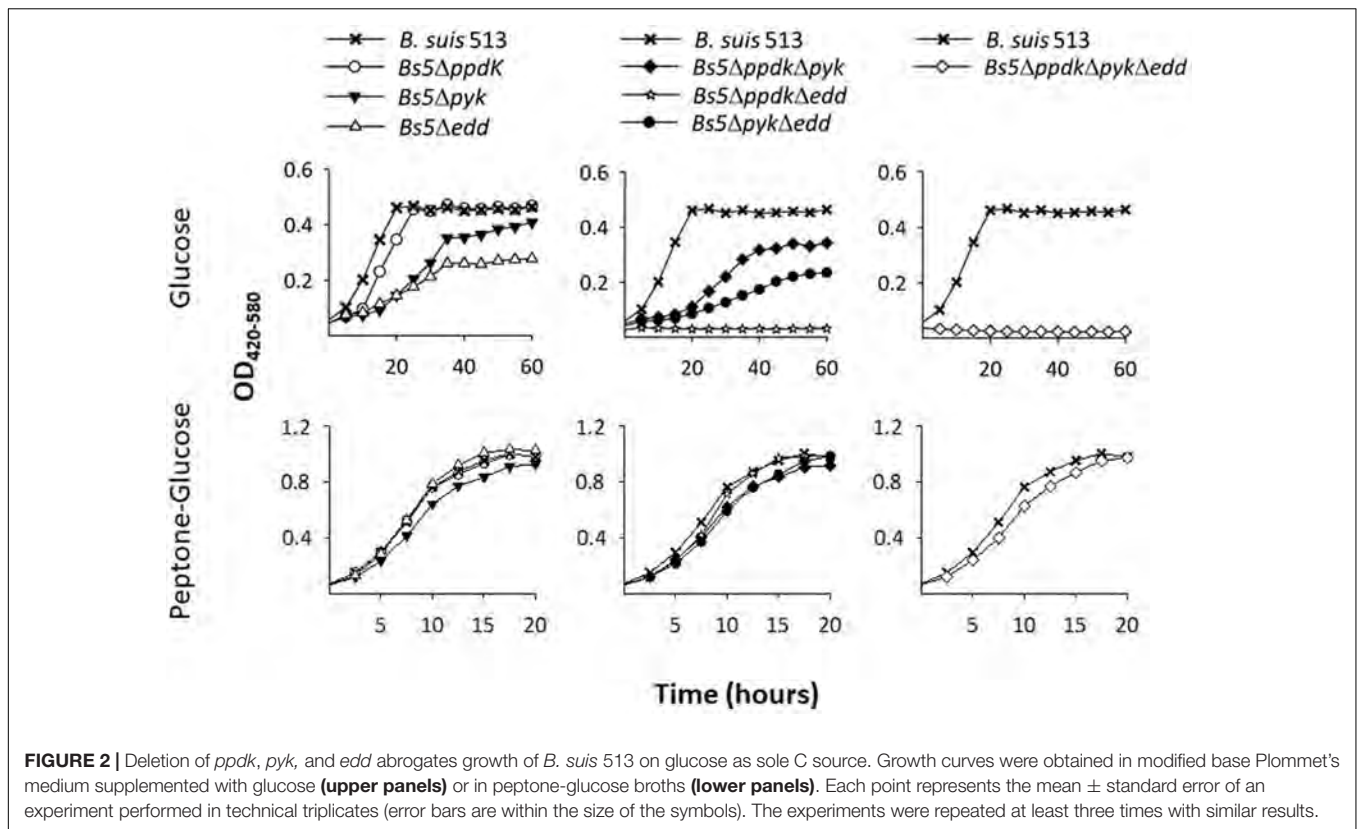 B. suis 513
Bs5ΔppdK
Bs5Δpyk
Bs5Δedd
B. suis 513
Bs5ΔppdkΔpyk
Bs5ΔppdkΔedd
Bs5ΔpykΔedd
B. suis 513
Bs5ΔppdkΔpykΔedd
OD420-580
Glucose
0.6
0.4
0.2
20 40 60
0.6
0.4
0.2
20 40 60
0.6
0.4
0.2
20 40 60
Peptone-Glucose
1.2
0.8
0.4
5 10 15 20
1.2
0.8
0.4
5 10 15 20
1.2
0.8
0.4
5 10 15 20
Time (hours)
FIGURE 2 | Deletion of ppdk, pyk, and edd abrogates growth of B. suis 513 on glucose as sole C source. Growth curves were obtained in modified base Plommet's
medium supplemented with glucose (upper panels) or in peptone-glucose broths (lower panels). Each point represents the mean ± standard error of an
experiment performed in technical triplicates (error bars are within the size of the symbols). The experiments were repeated at least three times with similar results.